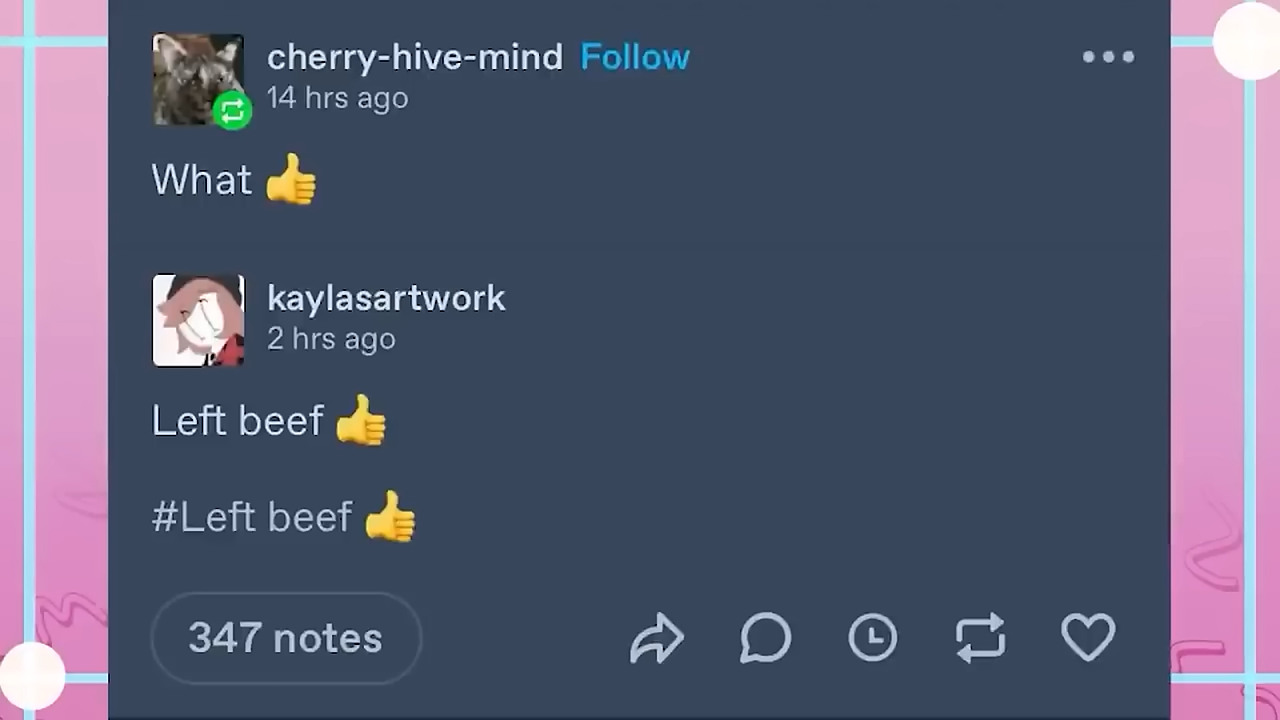 cherry-hive-mind Follow
14 hrs ago
What 👍
kaylasartwork
2 hrs ago
Left beef 👍
#Left beef 👍
347 notes